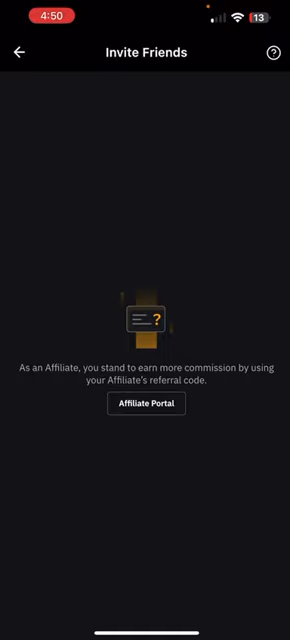 4:50
13
Invite Friends
?
?
As an Affiliate, you stand to earn more commission by using
your Affiliate's referral code.
Affiliate Portal